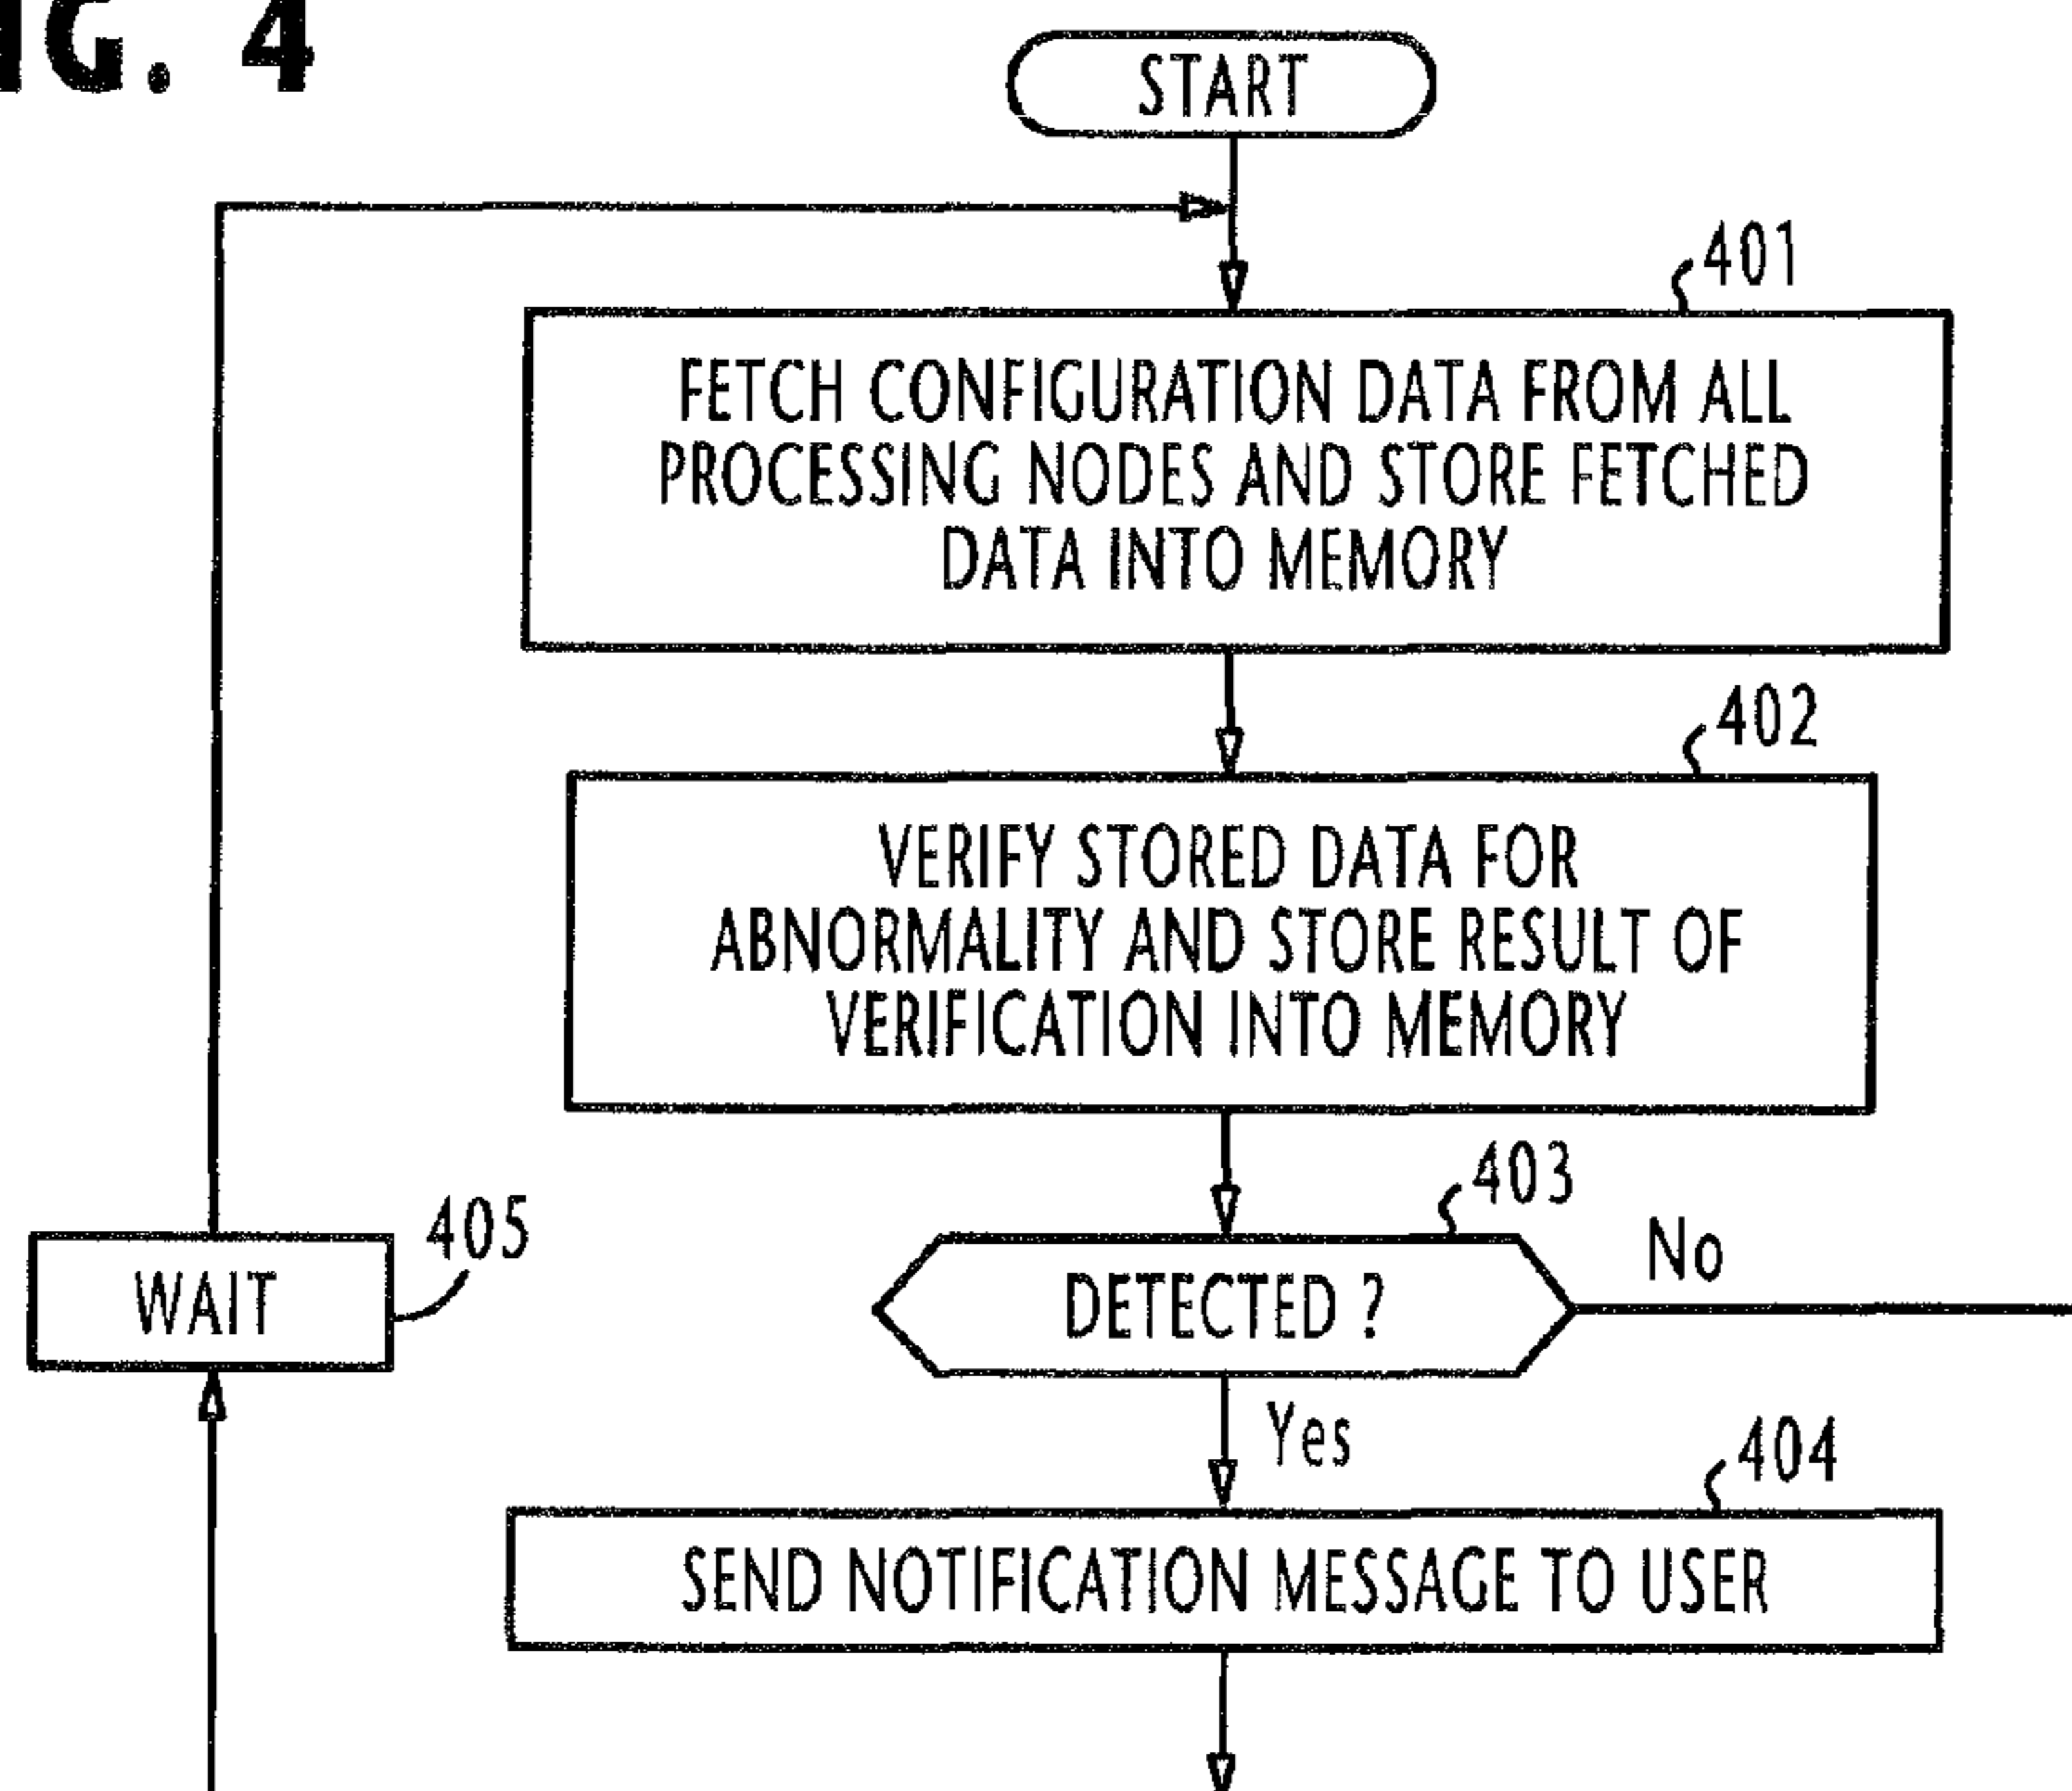 IG. 4
START
401
FETCH CONFIGURATION DATA FROM ALL
PROCESSING NODES AND STORE FETCHED
DATA INTO MEMORY
402
VERIFY STORED DATA FOR
ABNORMALITY AND STORE RESULT OF
VERIFICATION INTO MEMORY
403
405
No
WAIT
DETECTED ?
Yes
404
SEND NOTIFICATION MESSAGE TO USER